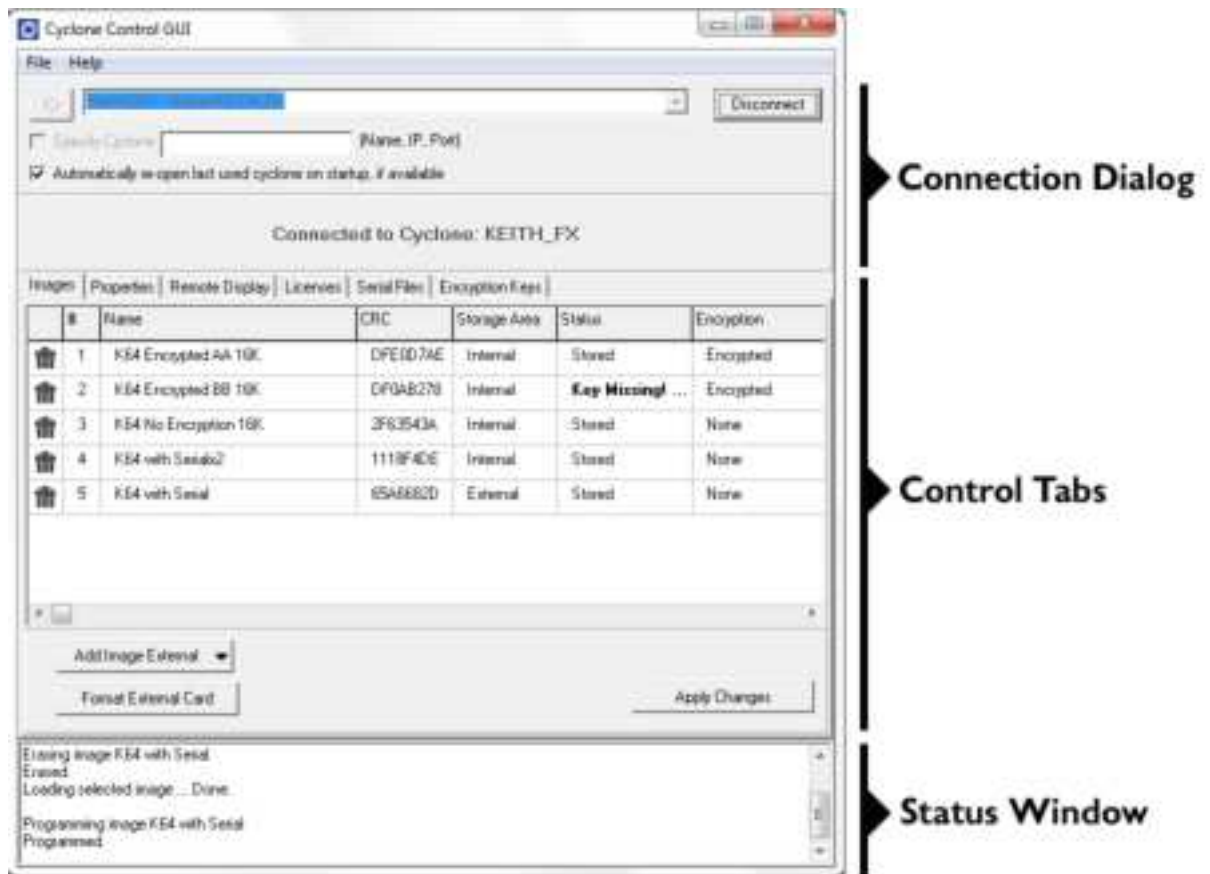 Cyclone Control GUI
File Help
Disconnect
Specify Cyclone (Name, IP, Port)
Automatically re-open last used cyclone on startup, if available
Connection Dialog
Connected to Cyclone: KEITH_FX
Images Properties Remote Display Licenses Serial Files Encryption Keys
# Name CRC Storage Area Status Encryption
1 K64 Encrypted AA 16K DFE0D7AE Internal Stored Encrypted
2 K64 Encrypted BB 16K DF0AB278 Internal Key Missing! ... Encrypted
3 K64 No Encryption 16K 2F63543A Internal Stored None
4 K64 with Serialx2 1118F4DE Internal Stored None
5 K64 with Serial 65A6682D External Stored None
Control Tabs
Add Image External
Format External Card Apply Changes
Erasing image K64 with Serial
Erased.
Loading selected image ... Done.
Programming image K64 with Serial
Programmed.
Status Window